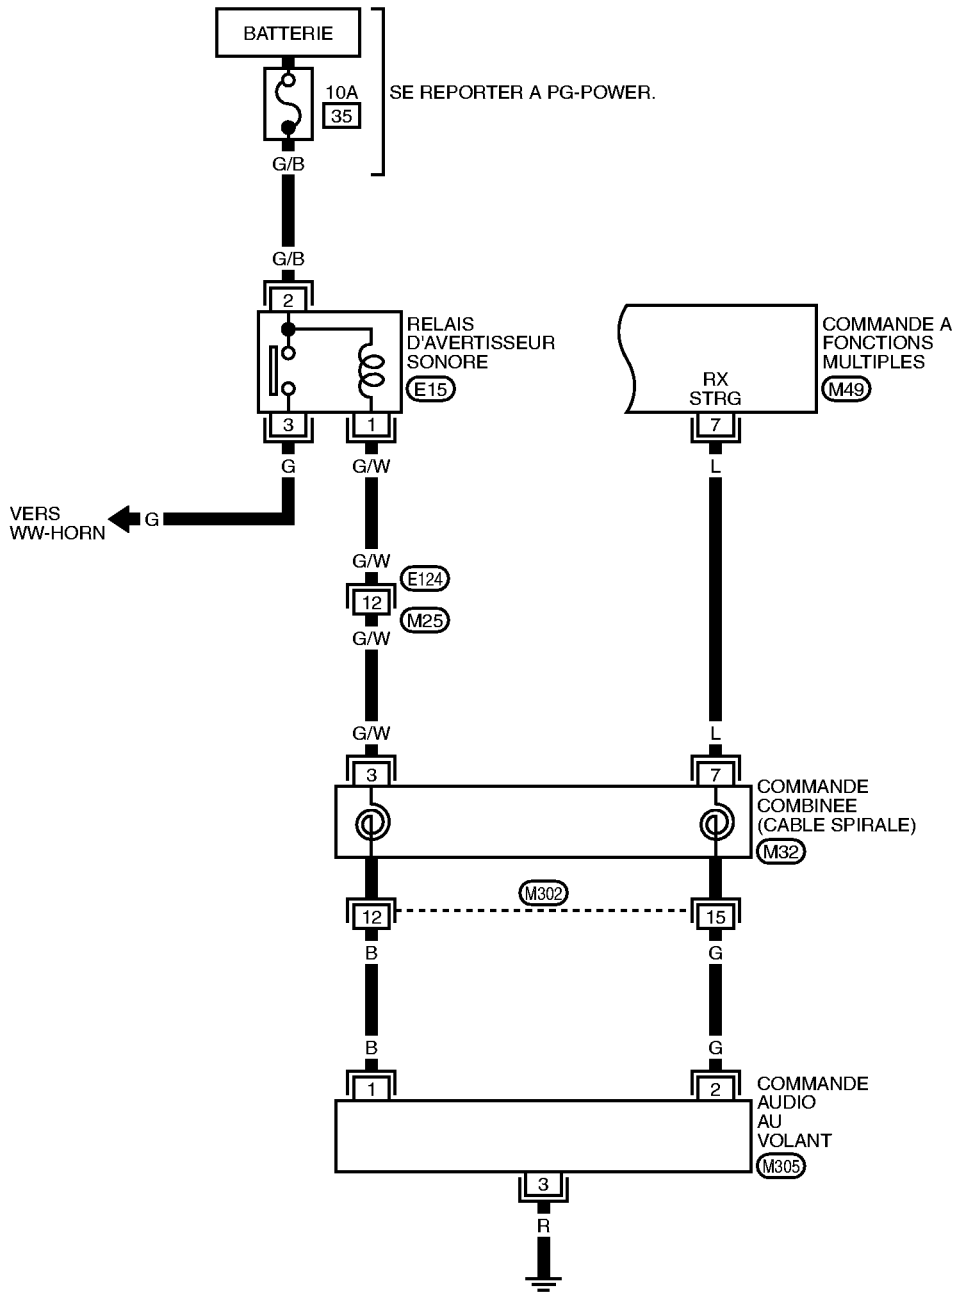 BATTERIE
10A
35
SE REPORTER A PG-POWER.
G/B
G/B
2
RELAIS
D'AVERTISSEUR
SONORE
E15
COMMANDE A
FONCTIONS
MULTIPLES
M49
RX
STRG
3
1
7
G
G/W
L
VERS
WW-HORN
G
G/W
E124
12
M25
G/W
G/W
L
3
7
COMMANDE
COMBINEE
(CABLE SPIRALE)
M32
M302
12
15
B
G
B
G
1
2
COMMANDE
AUDIO
AU
VOLANT
M305
3
R